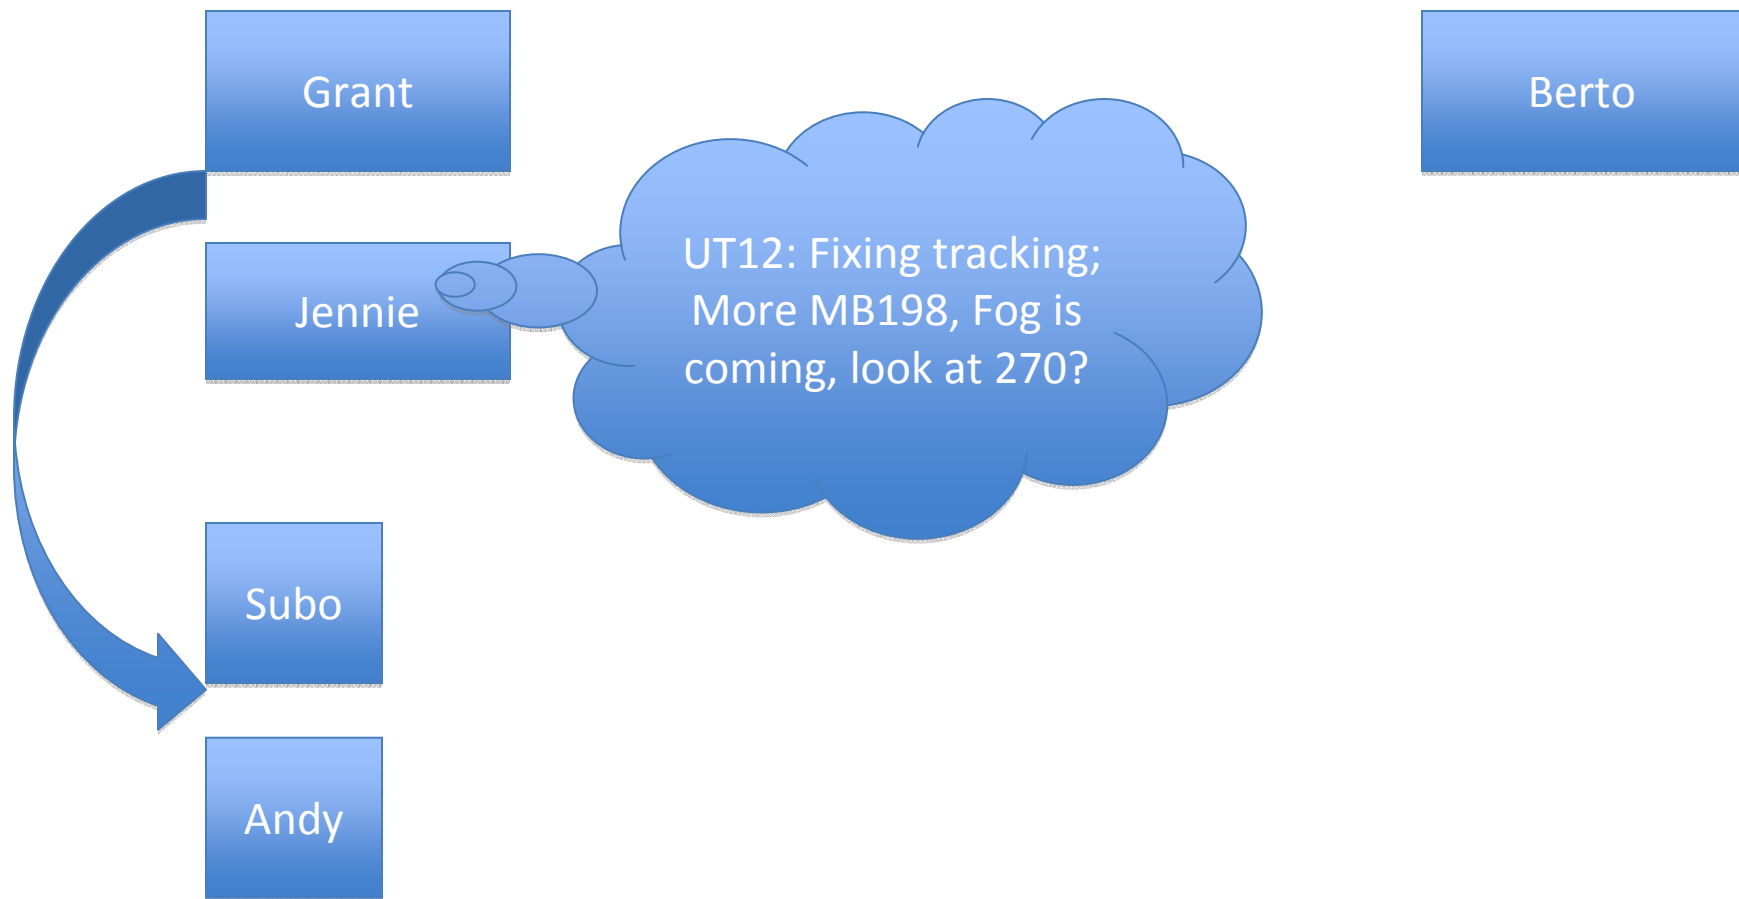 Grant
Berto
Jennie
UT12: Fixing tracking;
More MB198, Fog is
coming, look at 270?
Subo
Andy